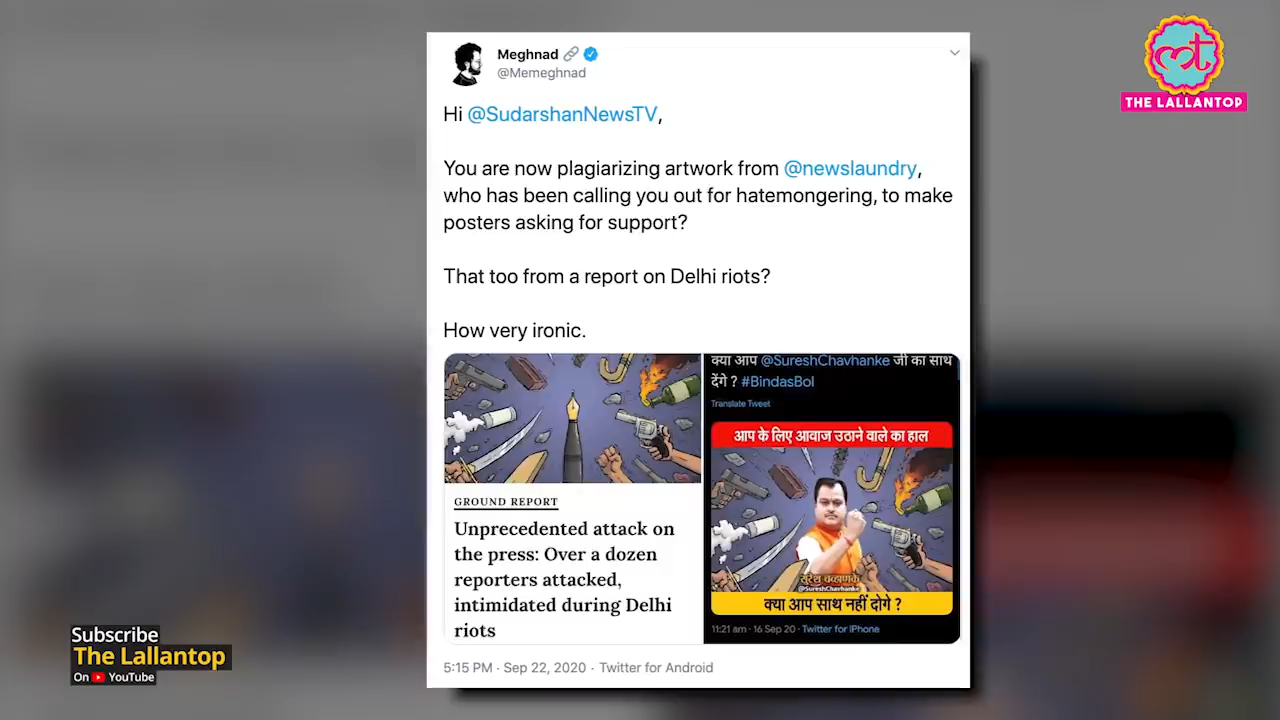 Meghnad
@Memeghnad
Hi @SudarshanNewsTV,
You are now plagiarizing artwork from @newslaundry,
who has been calling you out for hatemongering, to make
posters asking for support?
That too from a report on Delhi riots?
How very ironic.
GROUND REPORT
Unprecedented attack on
the press: Over a dozen
reporters attacked,
intimidated during Delhi
riots
क्या आप @SureshChavhanke जी का साथ
देंगे ? #BindasBol
Translate Tweet
आप के लिए आवाज उठाने वाले का हाल
सुरेश चव्हाणके
@SureshChavhanke
क्या आप साथ नहीं दोगे ?
11:21 am · 16 Sep 20 · Twitter for iPhone
5:15 PM · Sep 22, 2020 · Twitter for Android
THE LALLANTOP
Subscribe
The Lallantop
On YouTube